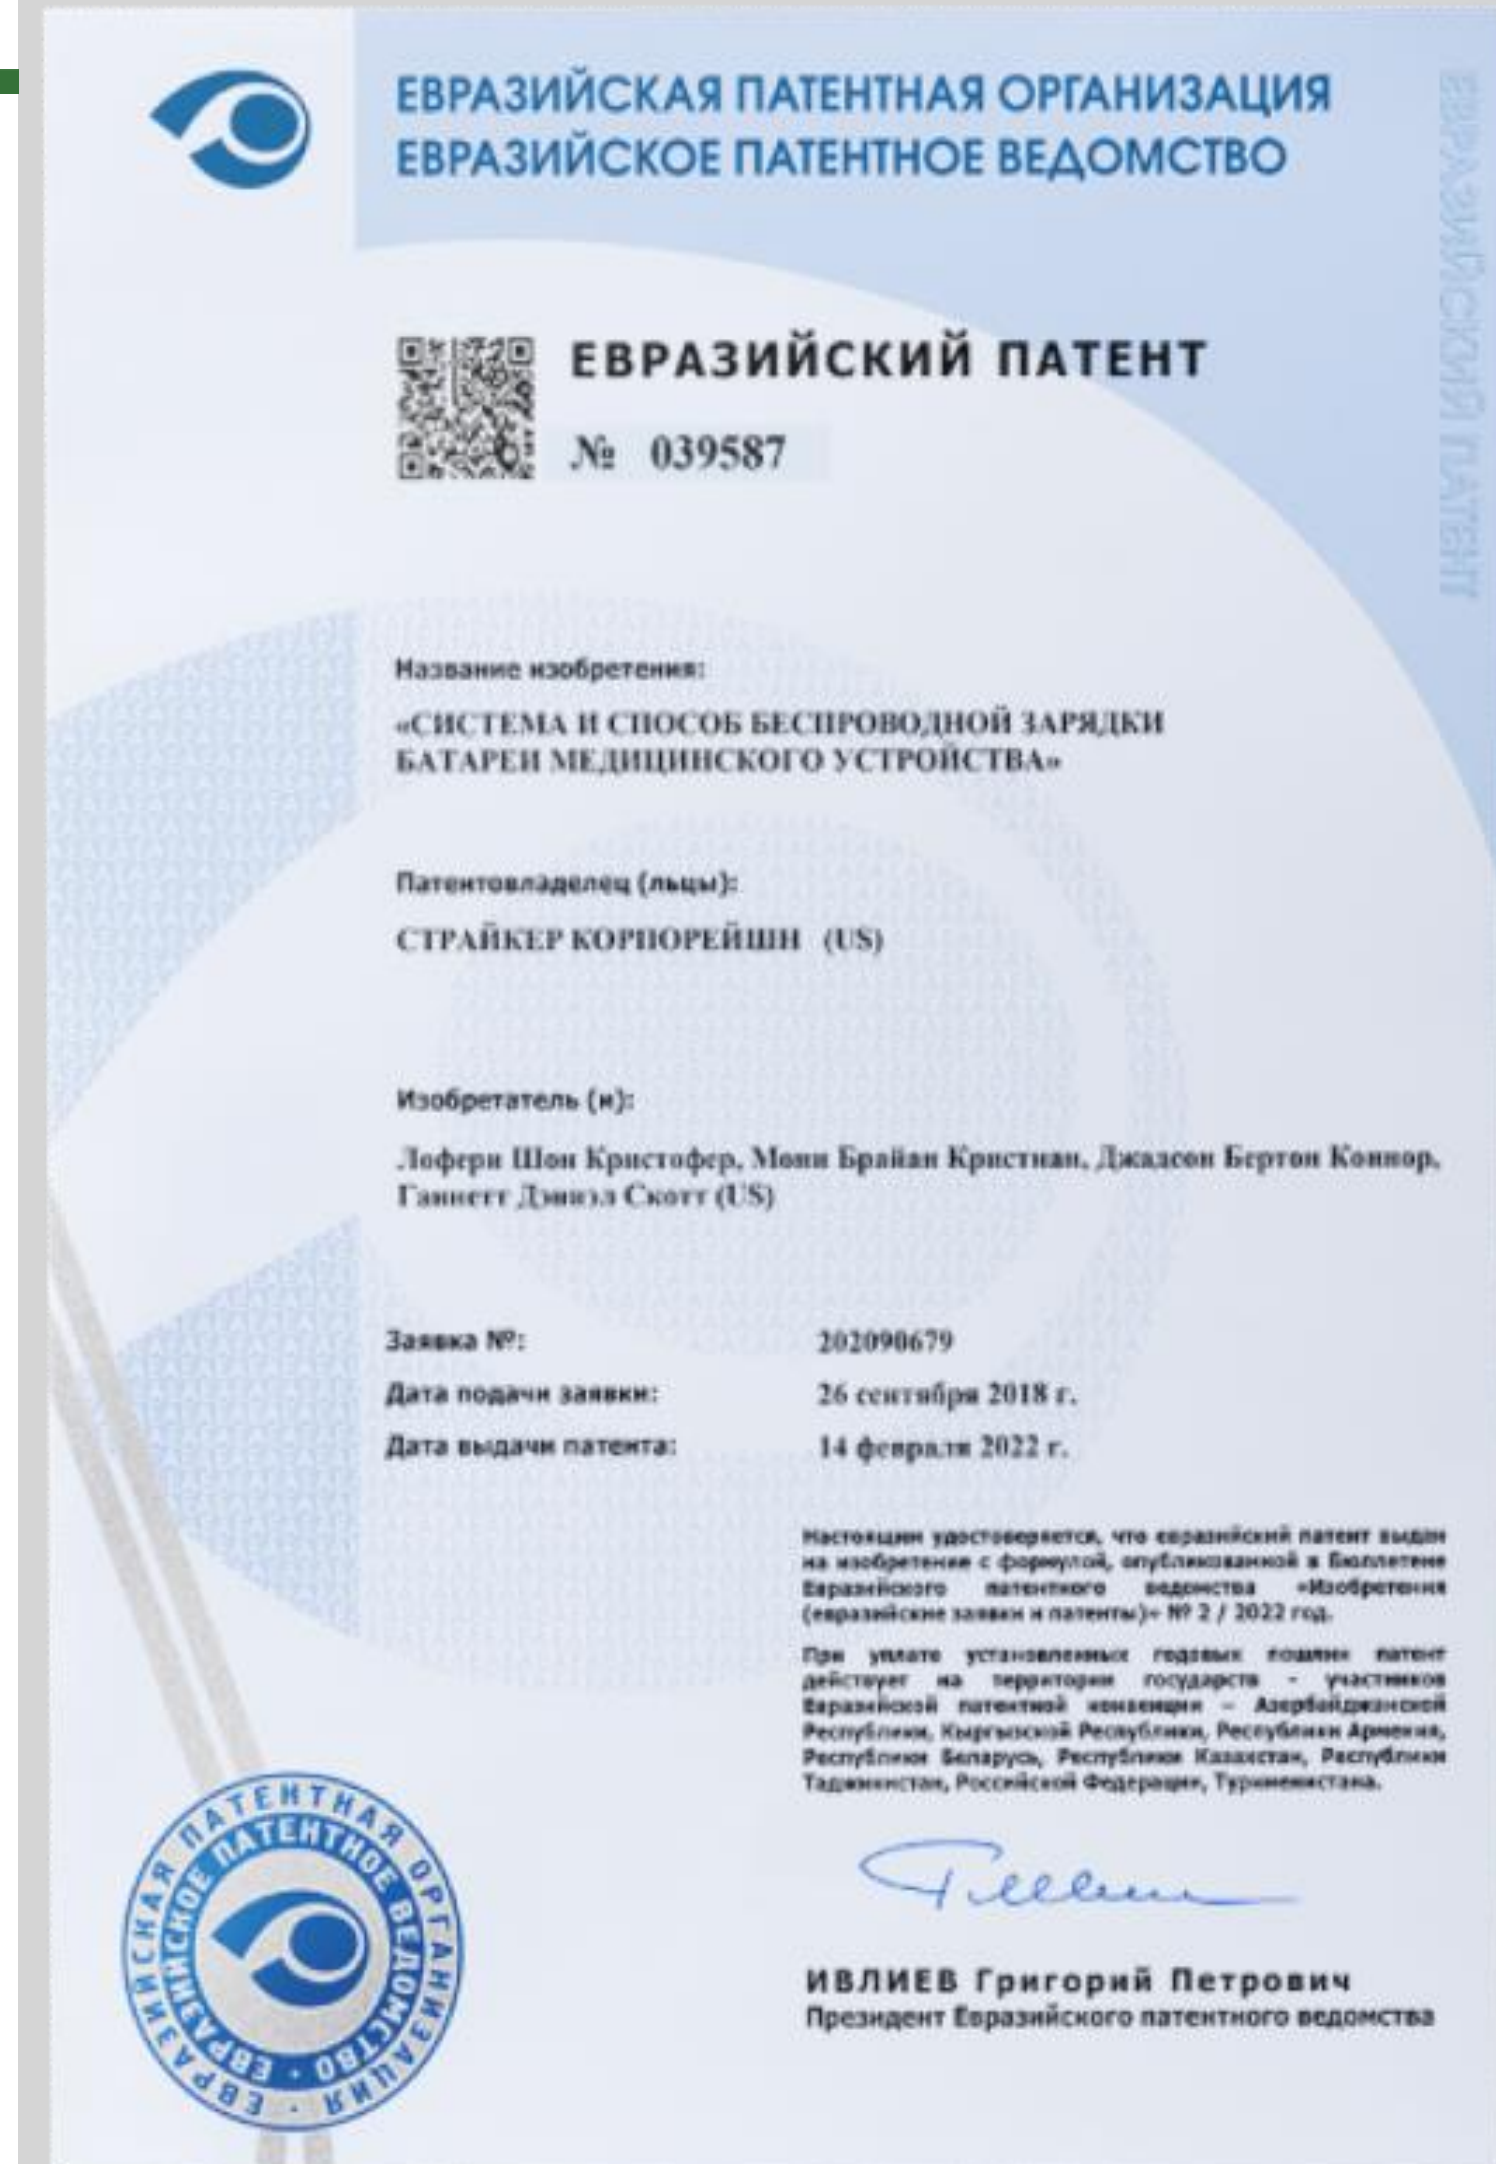 ЕВРАЗИЙСКАЯ ПАТЕНТНАЯ ОРГАНИЗАЦИЯ
ЕВРАЗИЙСКОЕ ПАТЕНТНОЕ ВЕДОМСТВО
ЕВРАЗИЙСКИЙ ПАТЕНТ
ЕВРАЗИЙСКИЙ ПАТЕНТ
№ 039587
Название изобретения:
«СИСТЕМА И СПОСОБ БЕСПРОВОДНОЙ ЗАРЯДКИ
БАТАРЕИ МЕДИЦИНСКОГО УСТРОЙСТВА»
Патентовладелец (льцы):
СТРАЙКЕР КОРПОРЕЙШН (US)
Изобретатель (и):
Лофери Шон Кристофер, Мони Брайан Кристиан, Джадсон Бертон Коннор,
Ганнетт Дэниэл Скотт (US)
Заявка №: 202090679
Дата подачи заявки: 26 сентября 2018 г.
Дата выдачи патента: 14 февраля 2022 г.
Настоящим удостоверяется, что евразийский патент выдан
на изобретение с формулой, опубликованной в Бюллетене
Евразийского патентного ведомства «Изобретения
(евразийские заявки и патенты)» № 2 / 2022 год.
При уплате установленных годовых пошлин патент
действует на территории государств - участников
Евразийской патентной конвенции – Азербайджанской
Республики, Кыргызской Республики, Республики Армения,
Республики Беларусь, Республики Казахстан, Республики
Таджикистан, Российской Федерации, Туркменистана.
ИВЛИЕВ Григорий Петрович
Президент Евразийского патентного ведомства
ЕВРАЗИЙСКАЯ ПАТЕНТНАЯ ОРГАНИЗАЦИЯ
ЕВРАЗИЙСКОЕ ПАТЕНТНОЕ ВЕДОМСТВО